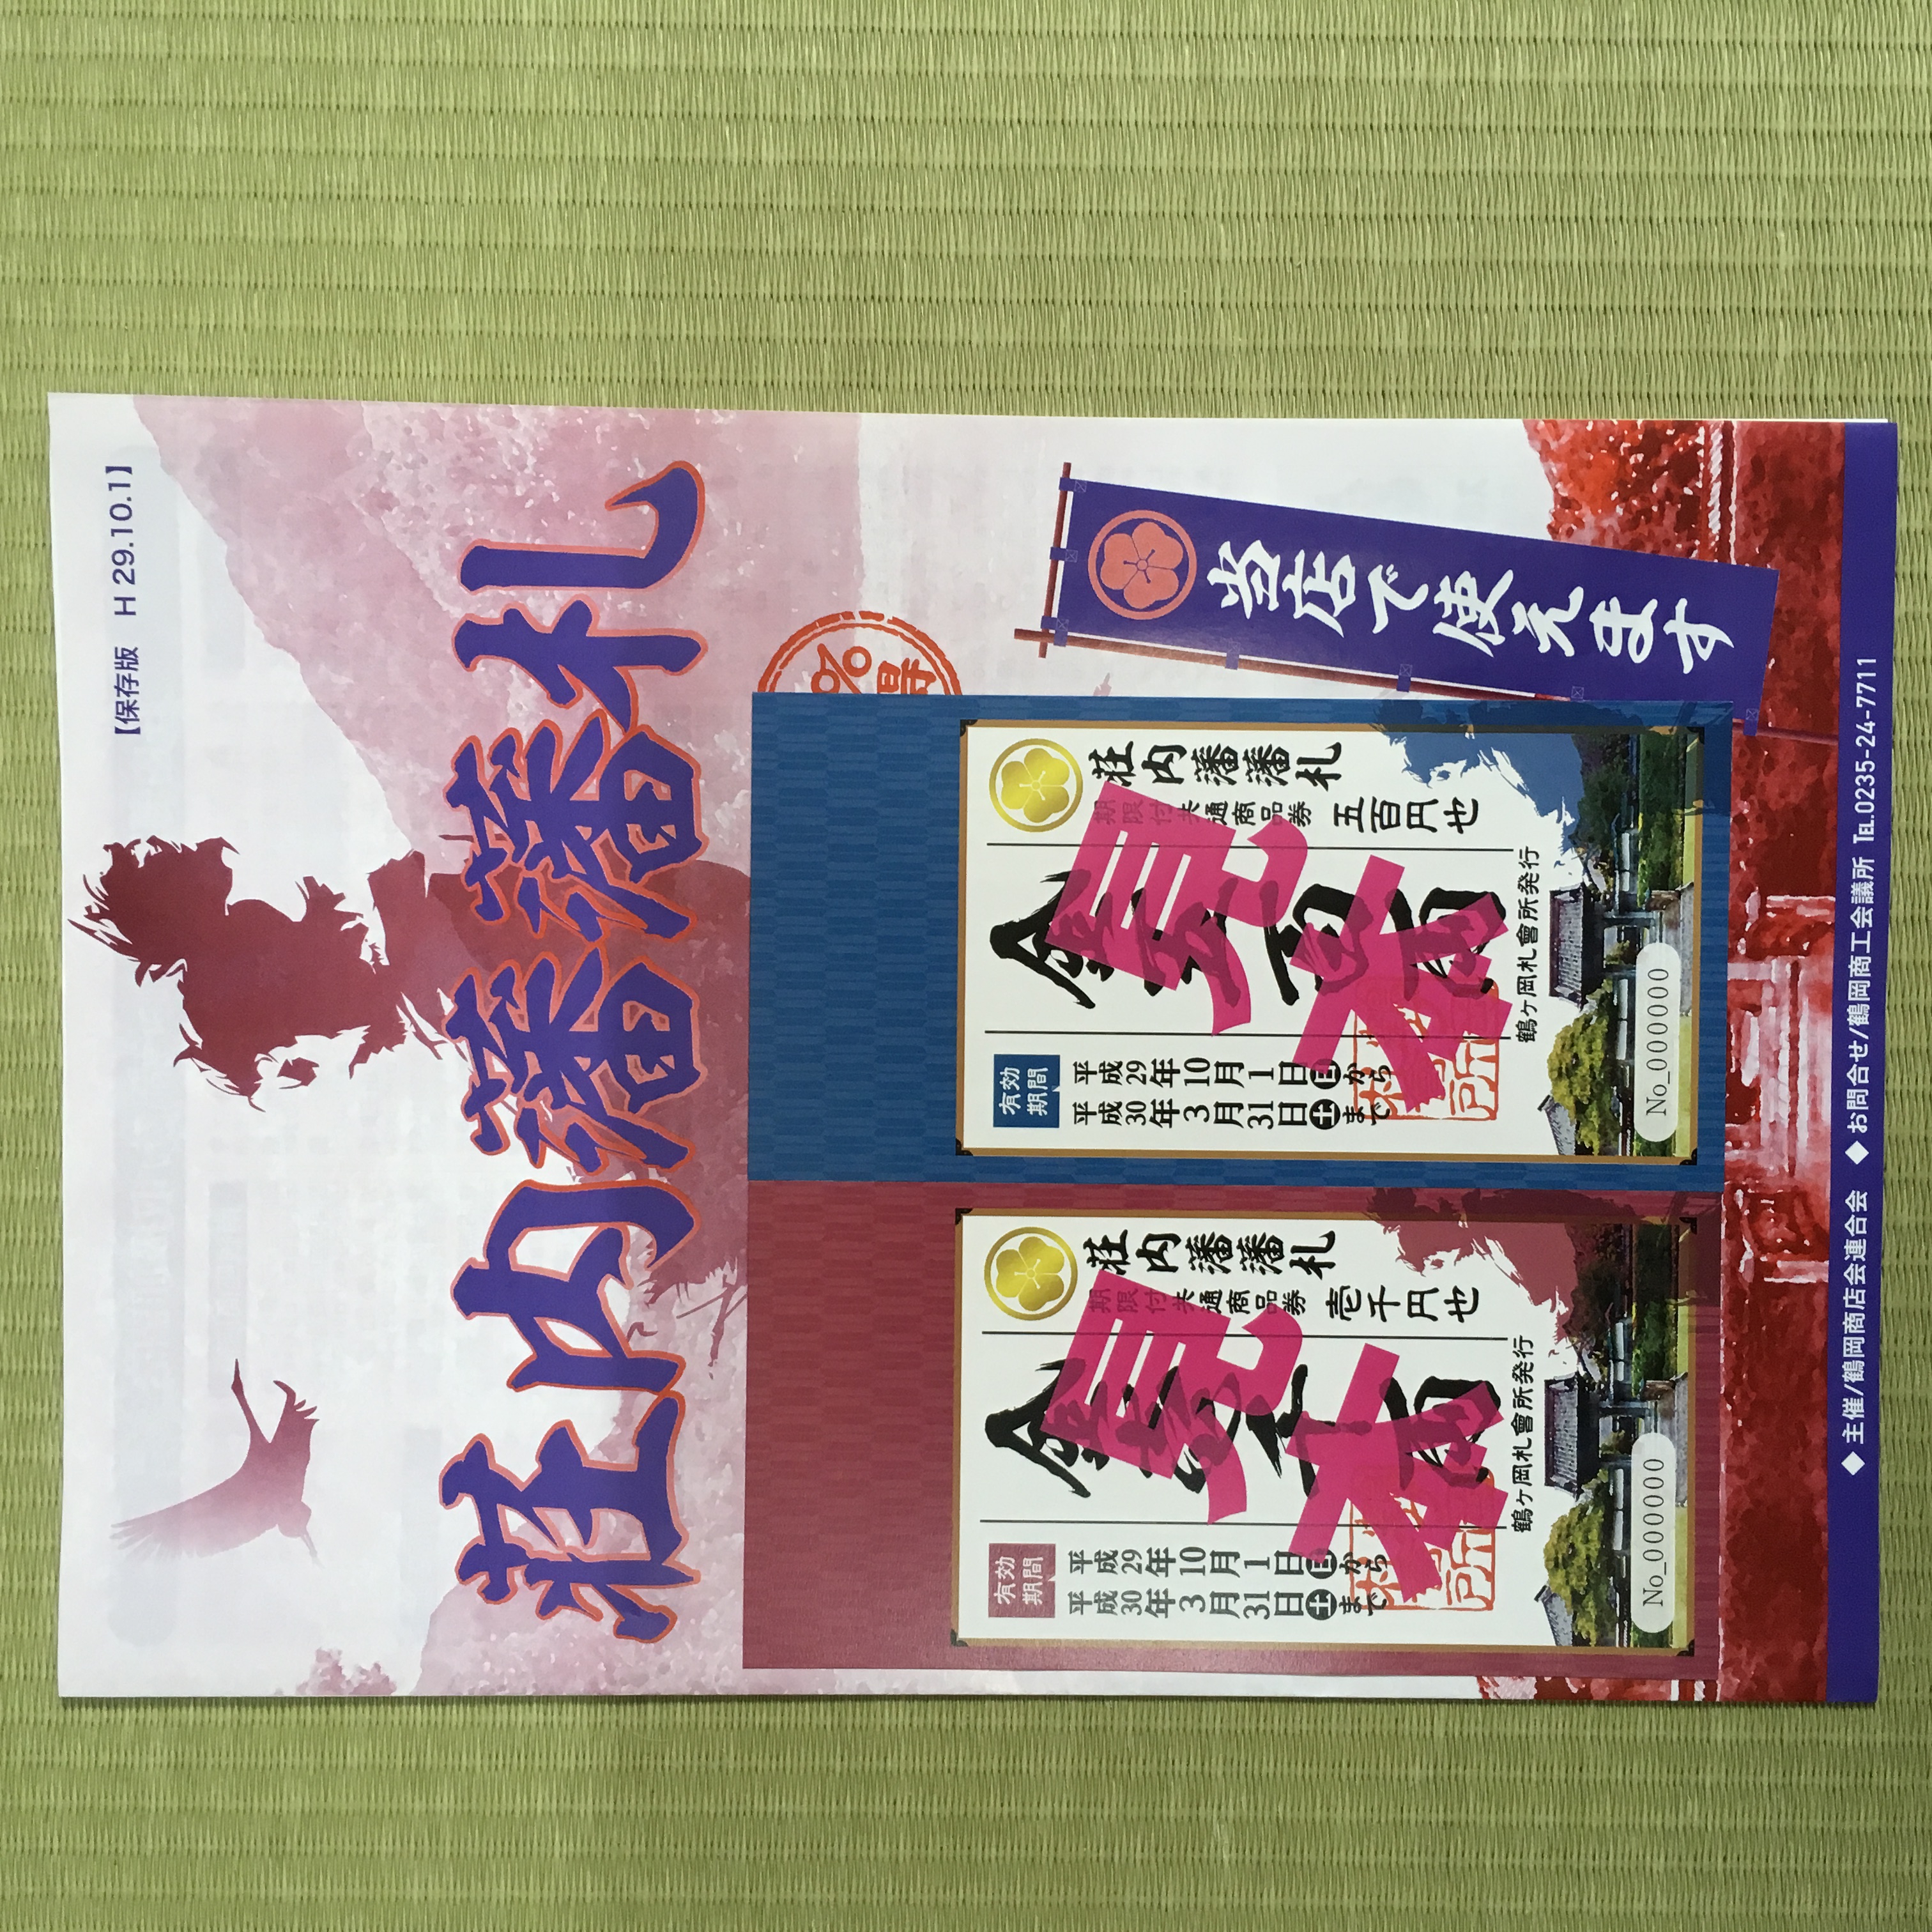 【保存版 H29.10.1】
荘内藩藩札
%
得
当店で使えます
荘内藩藩札
期限付共通商品券 五百円也
見本
有効期間
平成29年10月1日㊐から
平成30年3月31日㊏まで
鶴ヶ岡札會所発行
No_000000
荘内藩藩札
期限付共通商品券 壱千円也
見本
有効期間
平成29年10月1日㊐から
平成30年3月31日㊏まで
鶴ヶ岡札會所発行
No_000000
◆主催/鶴岡商店会連合会 ◆お問合せ/鶴岡商工会議所 TEL.0235-24-7711